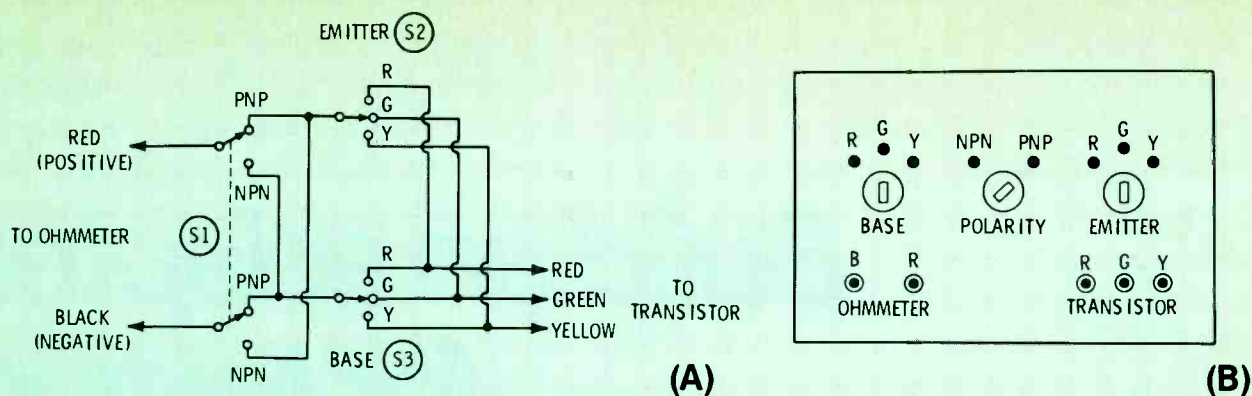 EMITTER S2
R
G
Y
PNP
RED
(POSITIVE)
NPN
TO OHMMETER
S1
PNP
BLACK
(NEGATIVE)
NPN
R
G
Y
BASE S3
RED
GREEN
YELLOW
TO
TRANSISTOR
(A)
R G Y NPN PNP R G Y
BASE POLARITY EMITTER
B R R G Y
OHMMETER TRANSISTOR
(B)